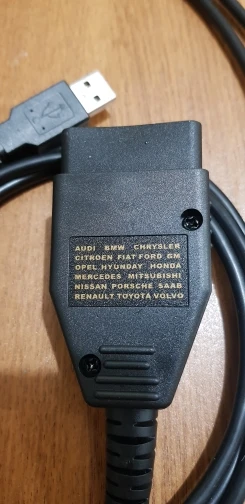 AUDI BMW CHRYSLER
CITROEN FIAT FORD GM
OPEL HYUNDAY HONDA
MERCEDES MITSUBISHI
NISSAN PORSCHE SAAB
RENAULT TOYOTA VOLVO